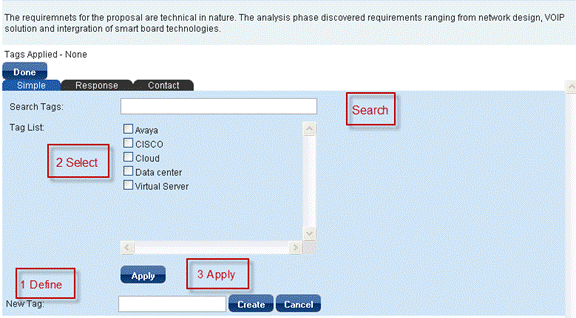 The requiremnets for the proposal are technical in nature. The analysis phase discovered requirements ranging from network design, VOIP
solution and intergration of smart board technologies.
Tags Applied - None
Done
Simple Response Contact
Search Tags:
Search
Tag List:
Avaya
CISCO
2 Select
Cloud
Data center
Virtual Server
Apply
3 Apply
1 Define
New Tag:
Create Cancel